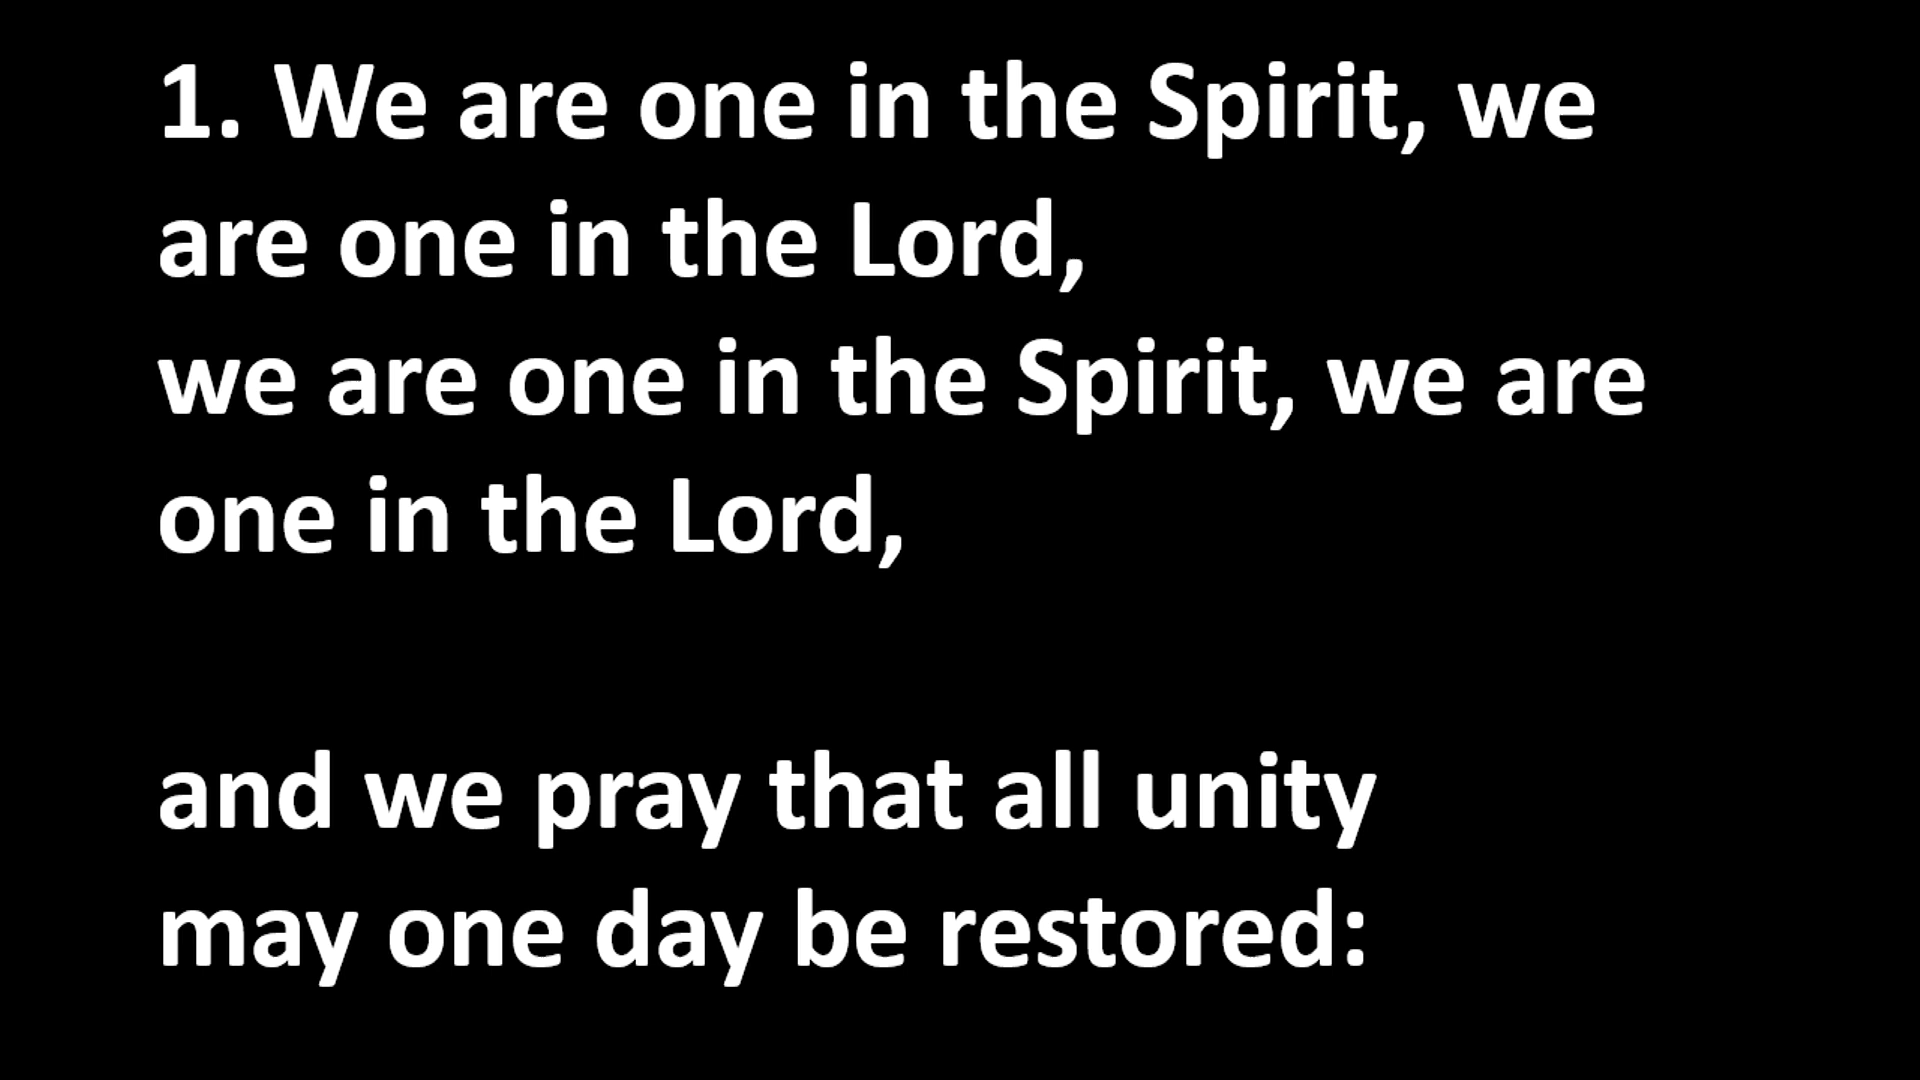 1. We are one in the Spirit, we
are one in the Lord,
we are one in the Spirit, we are
one in the Lord,
and we pray that all unity
may one day be restored: